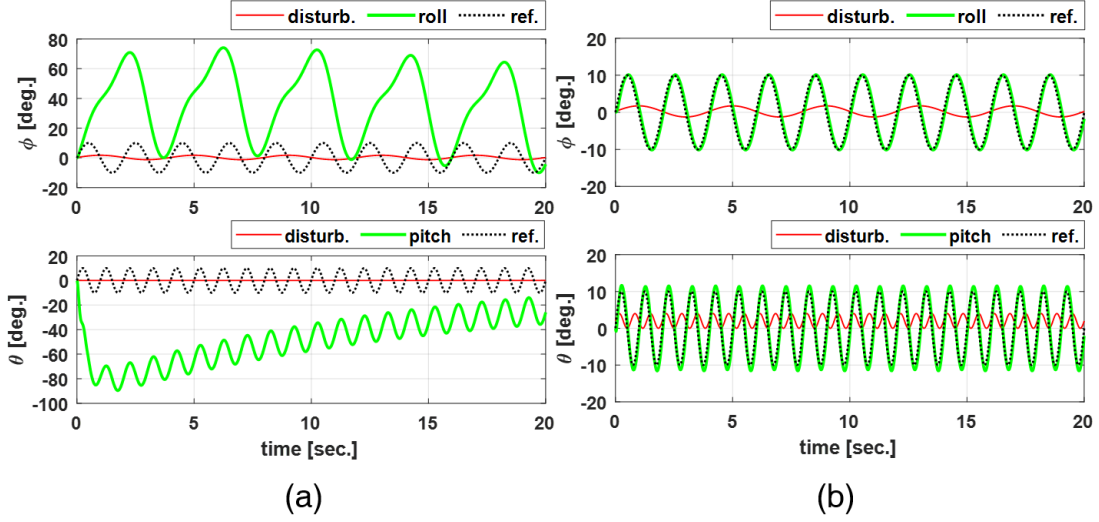 disturb. roll ref.
80
60
40
20
0
-20
ϕ [deg.]
0 5 10 15 20
disturb. pitch ref.
20
0
-20
-40
-60
-80
-100
θ [deg.]
0 5 10 15 20
time [sec.]
(a)
disturb. roll ref.
20
10
0
-10
-20
ϕ [deg.]
0 5 10 15 20
disturb. pitch ref.
20
10
0
-10
-20
θ [deg.]
0 5 10 15 20
time [sec.]
(b)